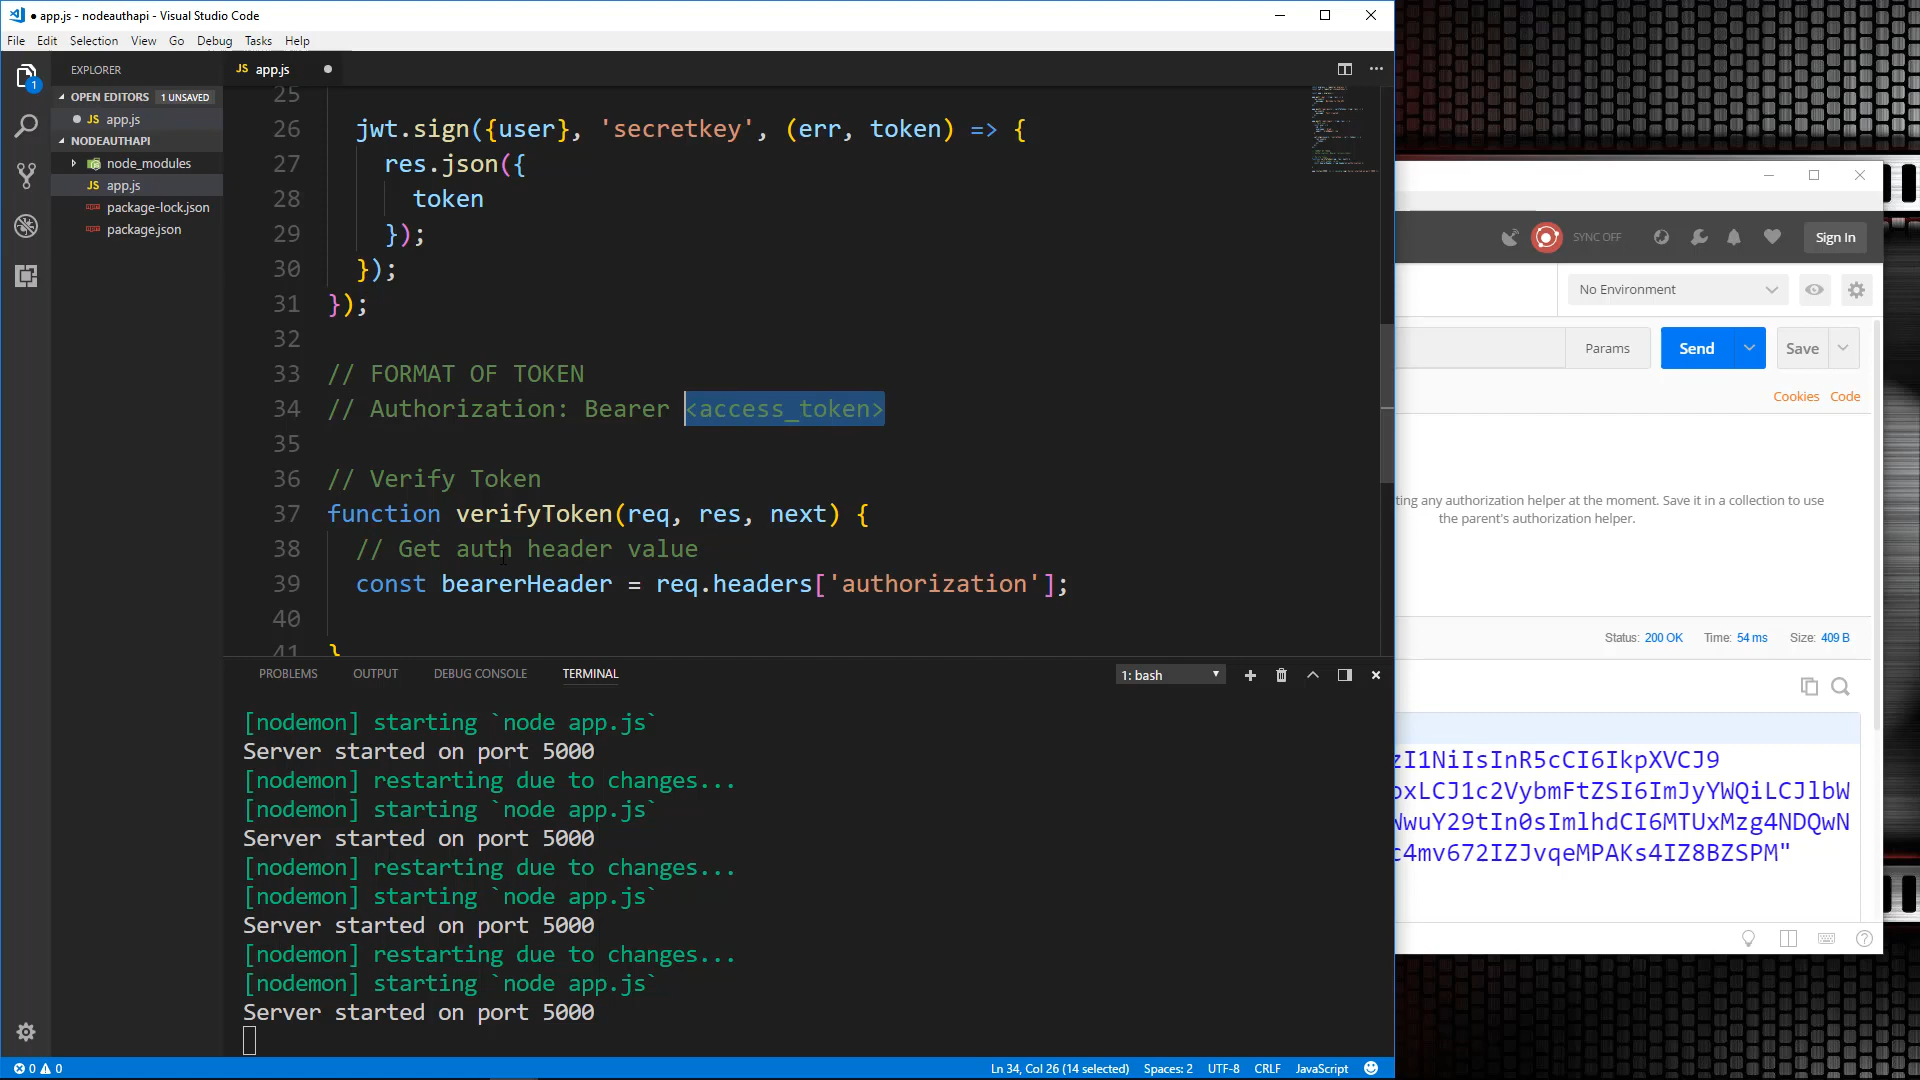 app.js - nodeauthapi - Visual Studio Code
File Edit Selection View Go Debug Tasks Help
1
EXPLORER
OPEN EDITORS 1 UNSAVED
JS app.js
NODEAUTHAPI
node_modules
JS app.js
package-lock.json
package.json
JS app.js
25
26 jwt.sign({user}, 'secretkey', (err, token) => {
27 res.json({
28 token
29 });
30 });
31 });
32
33 // FORMAT OF TOKEN
34 // Authorization: Bearer <access_token>
35
36 // Verify Token
37 function verifyToken(req, res, next) {
38 // Get auth header value
39 const bearerHeader = req.headers['authorization'];
40
41 }
PROBLEMS OUTPUT DEBUG CONSOLE TERMINAL
1: bash
[nodemon] starting `node app.js`
Server started on port 5000
[nodemon] restarting due to changes...
[nodemon] starting `node app.js`
Server started on port 5000
[nodemon] restarting due to changes...
[nodemon] starting `node app.js`
Server started on port 5000
[nodemon] restarting due to changes...
[nodemon] starting `node app.js`
Server started on port 5000
0 0
Ln 34, Col 26 (14 selected) Spaces: 2 UTF-8 CRLF JavaScript
SYNC OFF
Sign In
No Environment
Params Send Save
Cookies Code
ting any authorization helper at the moment. Save it in a collection to use
the parent's authorization helper.
Status: 200 OK Time: 54 ms Size: 409 B
zI1NiIsInR5cCI6IkpXVCJ9
oxLCJ1c2VybmFtZSI6ImJyYWQiLCJlbW
WwuY29tIn0sImlhdCI6MTUxMzg4NDQwN
c4mv672IZJvqeMPAKs4IZ8BZSPM"